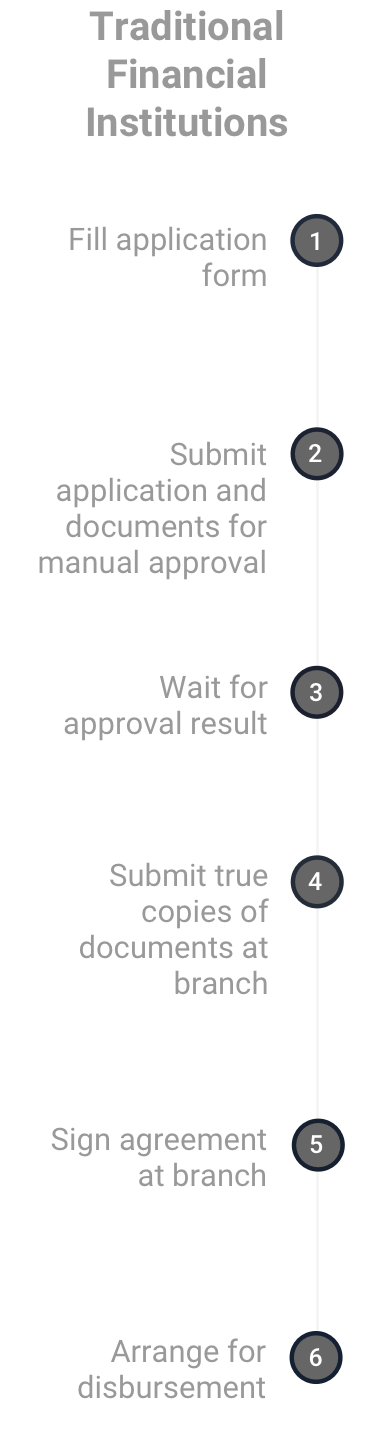 Traditional
Financial
Institutions
Fill application
form
1
Submit
application and
documents for
manual approval
2
Wait for
approval result
3
Submit true
copies of
documents at
branch
4
Sign agreement
at branch
5
Arrange for
disbursement
6